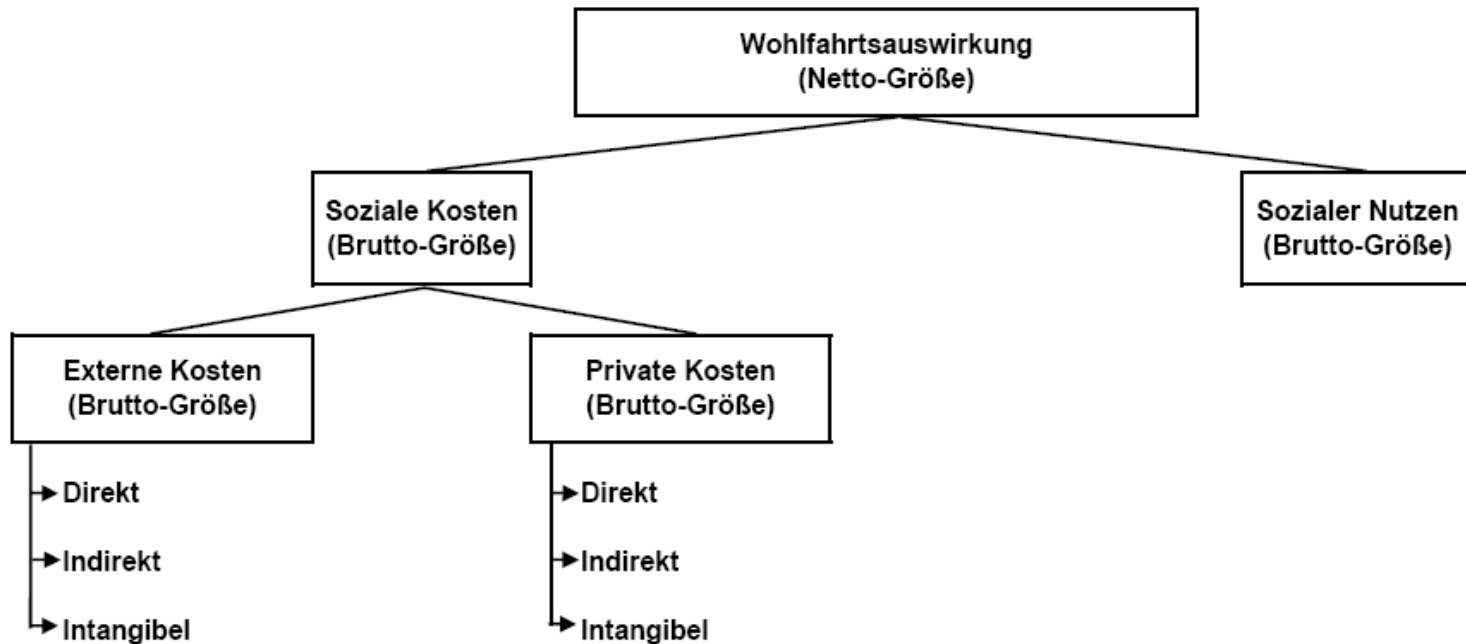 Wohlfahrtsauswirkung
(Netto-Größe)
Soziale Kosten
(Brutto-Größe)
Sozialer Nutzen
(Brutto-Größe)
Externe Kosten
(Brutto-Größe)
Private Kosten
(Brutto-Größe)
Direkt
Indirekt
Intangibel
Direkt
Indirekt
Intangibel